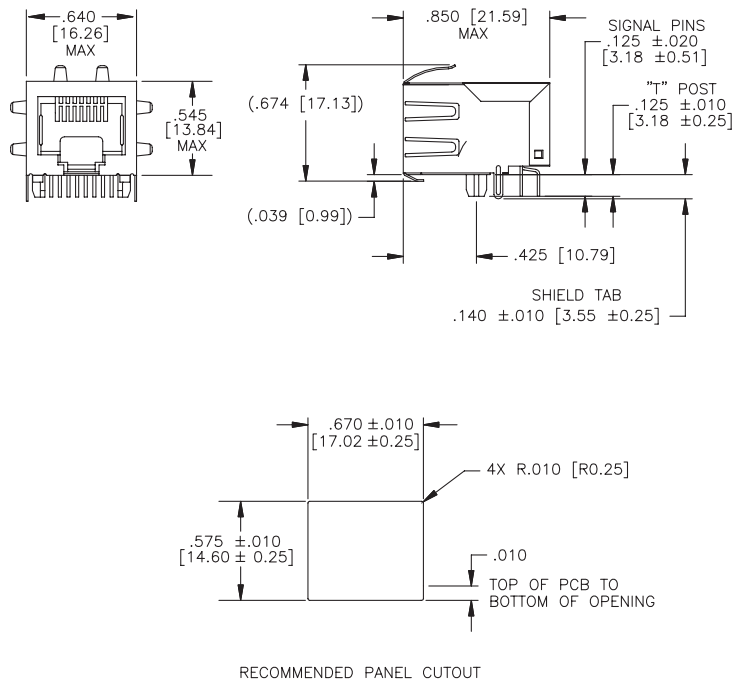 .640
[16.26]
MAX
.545
[13.84]
MAX
.850 [21.59]
MAX
(.674 [17.13])
(.039 [0.99])
SIGNAL PINS
.125 ±.020
[3.18 ±0.51]
"T" POST
.125 ±.010
[3.18 ±0.25]
.425 [10.79]
SHIELD TAB
.140 ±.010 [3.55 ±0.25]
.670 ±.010
[17.02 ±0.25]
4X R.010 [R0.25]
.575 ±.010
[14.60 ± 0.25]
.010
TOP OF PCB TO
BOTTOM OF OPENING
RECOMMENDED PANEL CUTOUT